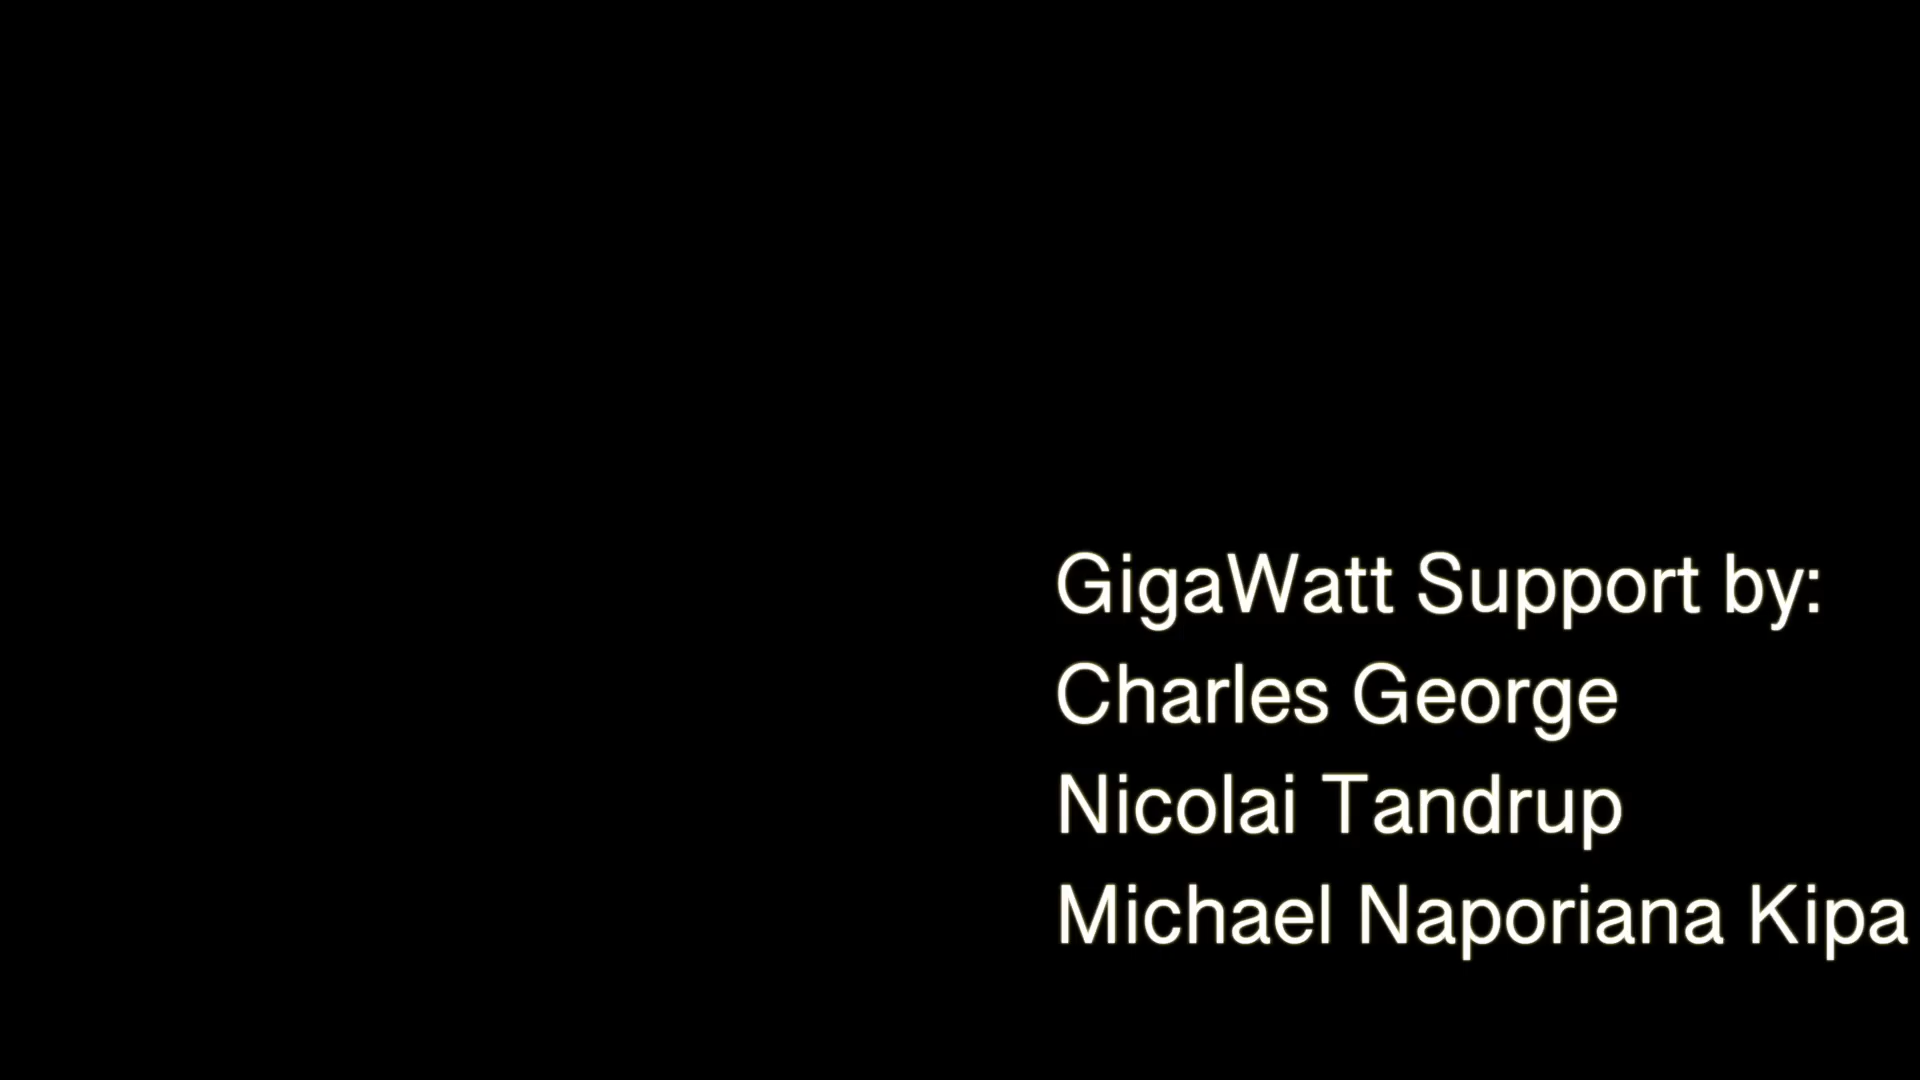 GigaWatt Support by:
Charles George
Nicolai Tandrup
Michael Naporiana Kipa